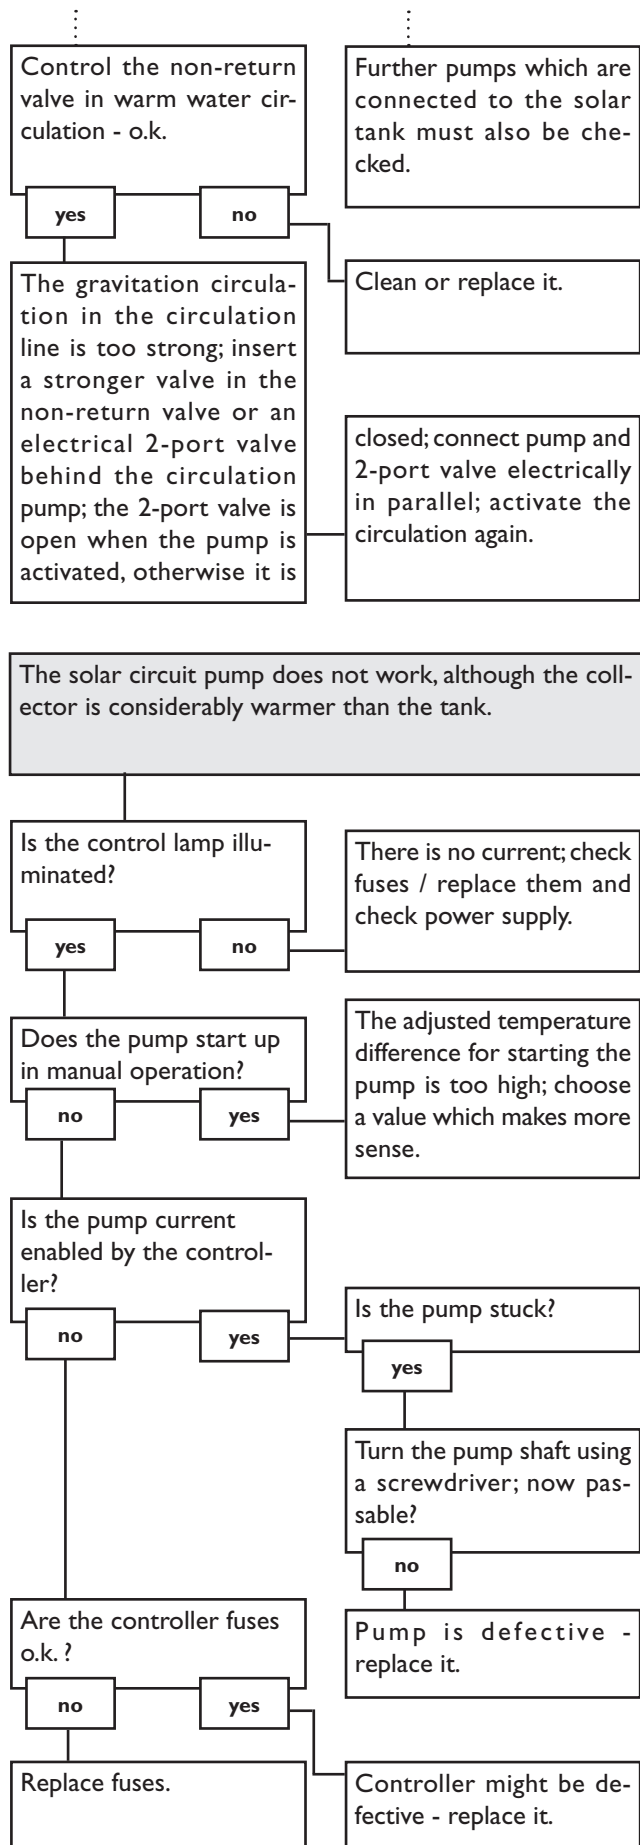 Control the non-return
valve in warm water cir-
culation - o.k.
Further pumps which are
connected to the solar
tank must also be che-
cked.
yes
no
The gravitation circula-
tion in the circulation
line is too strong; insert
a stronger valve in the
non-return valve or an
electrical 2-port valve
behind the circulation
pump; the 2-port valve is
open when the pump is
activated, otherwise it is
Clean or replace it.
closed; connect pump and
2-port valve electrically
in parallel; activate the
circulation again.
The solar circuit pump does not work, although the coll-
ector is considerably warmer than the tank.
Is the control lamp illu-
minated?
yes
no
There is no current; check
fuses / replace them and
check power supply.
Does the pump start up
in manual operation?
no
yes
The adjusted temperature
difference for starting the
pump is too high; choose
a value which makes more
sense.
Is the pump current
enabled by the control-
ler?
no
yes
Is the pump stuck?
yes
Turn the pump shaft using
a screwdriver; now pas-
sable?
no
Pump is defective -
replace it.
Are the controller fuses
o.k. ?
no
yes
Replace fuses.
Controller might be de-
fective - replace it.